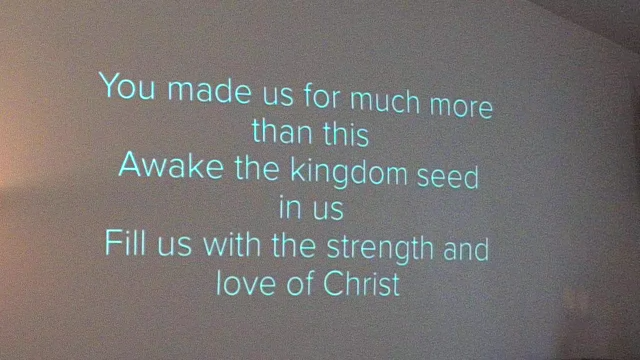 You made us for much more
than this
Awake the kingdom seed
in us
Fill us with the strength and
love of Christ